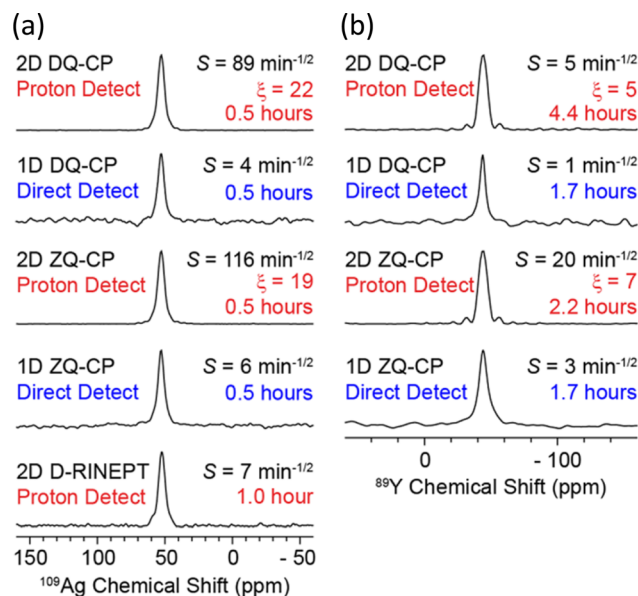 (a)
2D DQ-CP S = 89 min-1/2
Proton Detect ξ = 22
0.5 hours
1D DQ-CP S = 4 min-1/2
Direct Detect 0.5 hours
2D ZQ-CP S = 116 min-1/2
Proton Detect ξ = 19
0.5 hours
1D ZQ-CP S = 6 min-1/2
Direct Detect 0.5 hours
2D D-RINEPT S = 7 min-1/2
Proton Detect 1.0 hour
150 100 50 0 - 50
109Ag Chemical Shift (ppm)
(b)
2D DQ-CP S = 5 min-1/2
Proton Detect ξ = 5
4.4 hours
1D DQ-CP S = 1 min-1/2
Direct Detect 1.7 hours
2D ZQ-CP S = 20 min-1/2
Proton Detect ξ = 7
2.2 hours
1D ZQ-CP S = 3 min-1/2
Direct Detect 1.7 hours
0 - 100
89Y Chemical Shift (ppm)